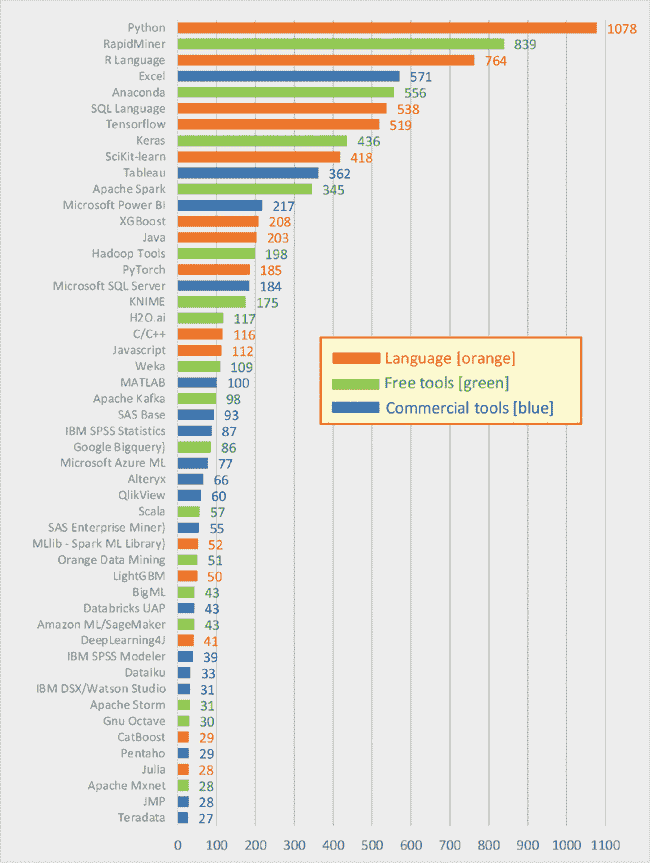 Python 1078
RapidMiner 839
R Language 764
Excel 571
Anaconda 556
SQL Language 538
Tensorflow 519
Keras 436
SciKit-learn 418
Tableau 362
Apache Spark 345
Microsoft Power BI 217
XGBoost 208
Java 203
Hadoop Tools 198
PyTorch 185
Microsoft SQL Server 184
KNIME 175
H2O.ai 117
C/C++ 116
Javascript 112
Language [orange]
Weka 109
Free tools [green]
MATLAB 100
Apache Kafka 98
Commercial tools [blue]
SAS Base 93
IBM SPSS Statistics 87
Google Bigquery) 86
Microsoft Azure ML 77
Alteryx 66
QlikView 60
Scala 57
SAS Enterprise Miner) 55
MLlib - Spark ML Library) 52
Orange Data Mining 51
LightGBM 50
BigML 43
Databricks UAP 43
Amazon ML/SageMaker 43
DeepLearning4J 41
IBM SPSS Modeler 39
Dataiku 33
IBM DSX/Watson Studio 31
Apache Storm 31
Gnu Octave 30
CatBoost 29
Pentaho 29
Julia 28
Apache Mxnet 28
JMP 28
Teradata 27
0 100 200 300 400 500 600 700 800 900 1000 1100